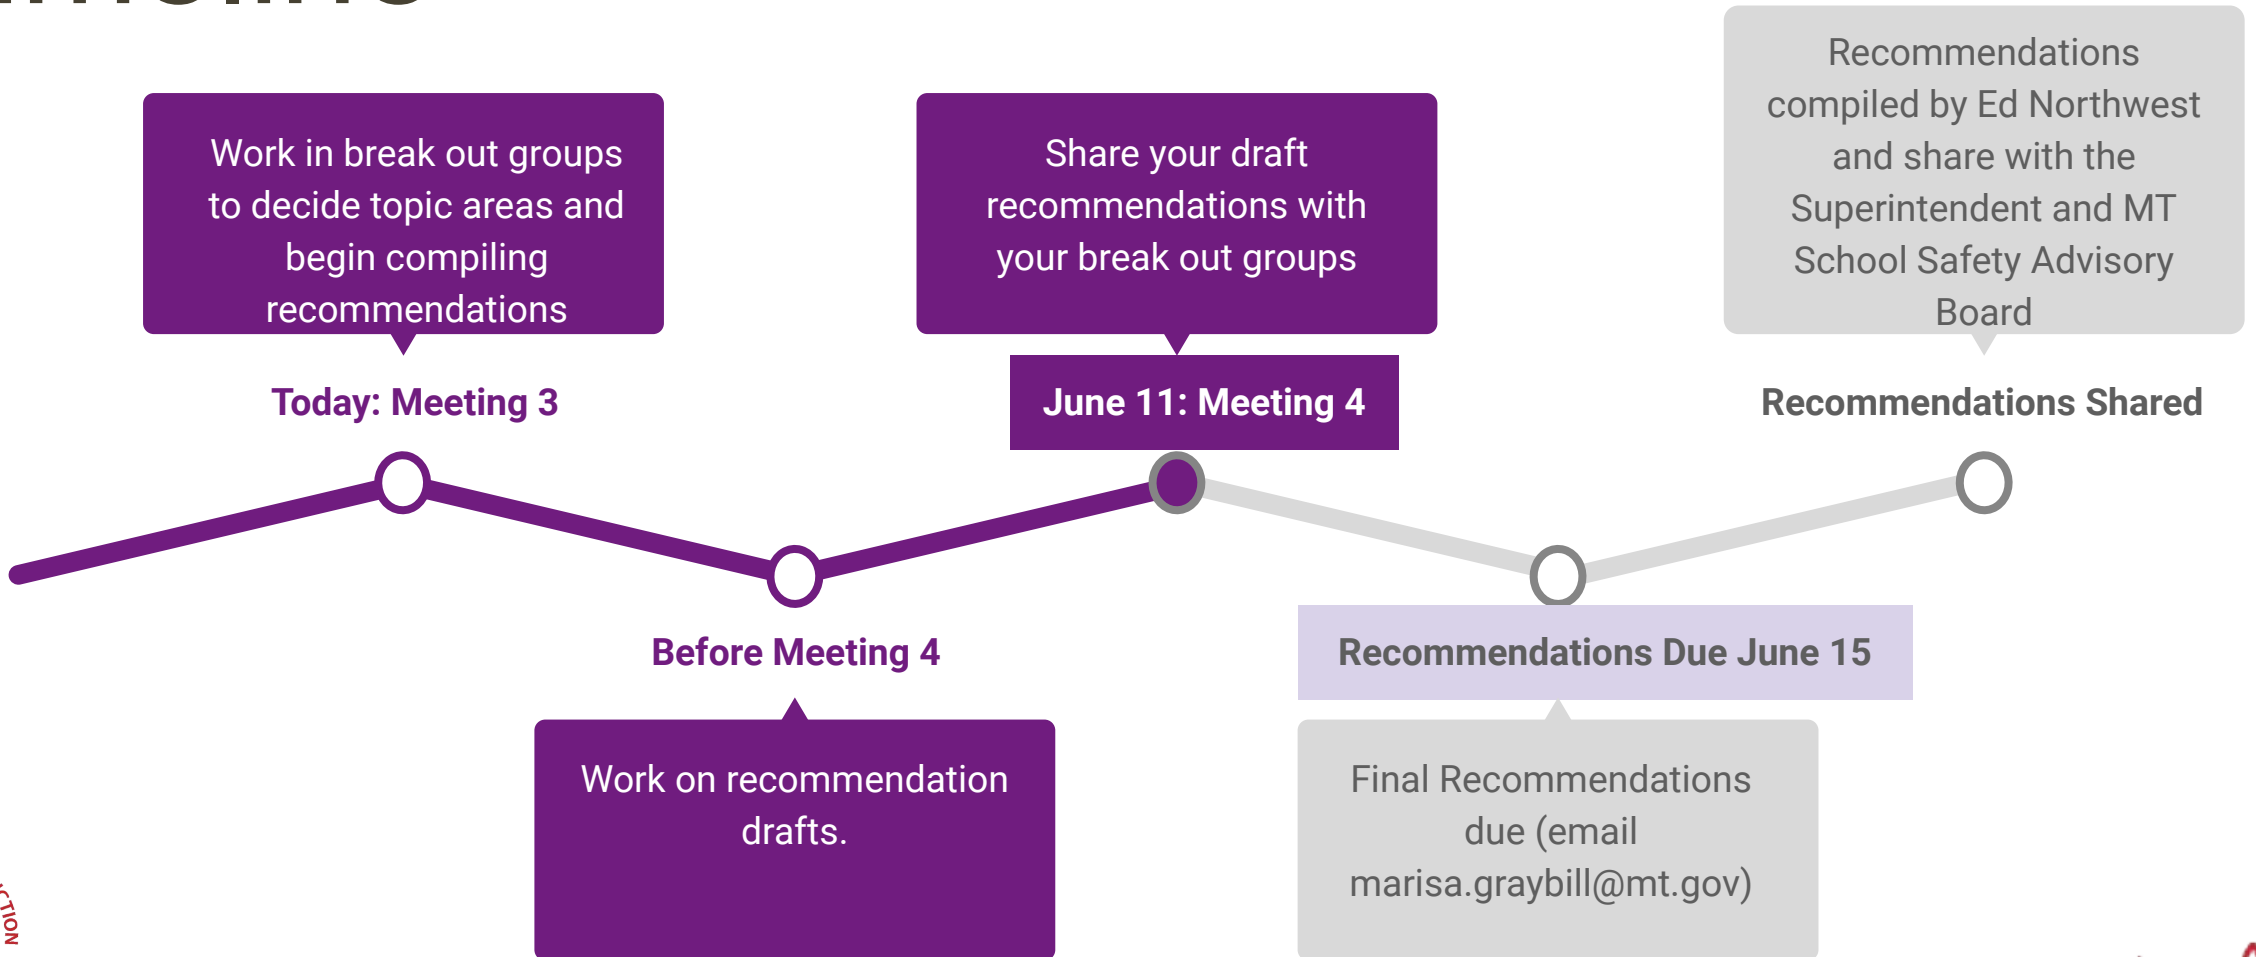 Work in break out groups
to decide topic areas and
begin compiling
recommendations
Today: Meeting 3
Before Meeting 4
Work on recommendation
drafts.
Share your draft
recommendations with
your break out groups
June 11: Meeting 4
Recommendations Due June 15
Final Recommendations
due (email
marisa.graybill@mt.gov)
Recommendations
compiled by Ed Northwest
and share with the
Superintendent and MT
School Safety Advisory
Board
Recommendations Shared